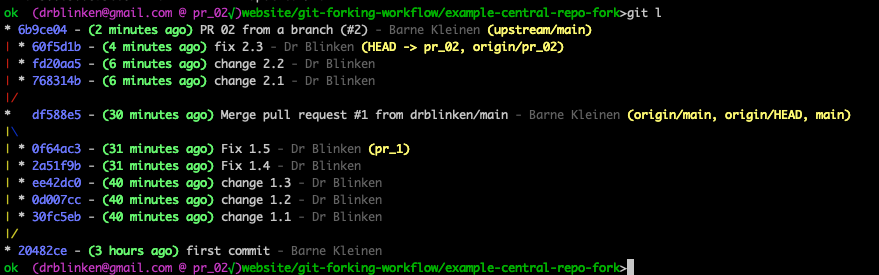 ok (drblinken@gmail.com @ pr_02√)website/git-forking-workflow/example-central-repo-fork>git l
* 6b9ce04 - (2 minutes ago) PR 02 from a branch (#2) - Barne Kleinen (upstream/main)
| * 60f5d1b - (4 minutes ago) fix 2.3 - Dr Blinken (HEAD -> pr_02, origin/pr_02)
| * fd20aa5 - (6 minutes ago) change 2.2 - Dr Blinken
| * 768314b - (6 minutes ago) change 2.1 - Dr Blinken
|/
* df588e5 - (30 minutes ago) Merge pull request #1 from drblinken/main - Barne Kleinen (origin/main, origin/HEAD, main)
|\
| * 0f64ac3 - (31 minutes ago) Fix 1.5 - Dr Blinken (pr_1)
| * 2a51f9b - (31 minutes ago) Fix 1.4 - Dr Blinken
| * ee42dc0 - (40 minutes ago) change 1.3 - Dr Blinken
| * 0d007cc - (40 minutes ago) change 1.2 - Dr Blinken
| * 30fc5eb - (40 minutes ago) change 1.1 - Dr Blinken
|/
* 20482ce - (3 hours ago) first commit - Barne Kleinen
ok (drblinken@gmail.com @ pr_02√)website/git-forking-workflow/example-central-repo-fork>